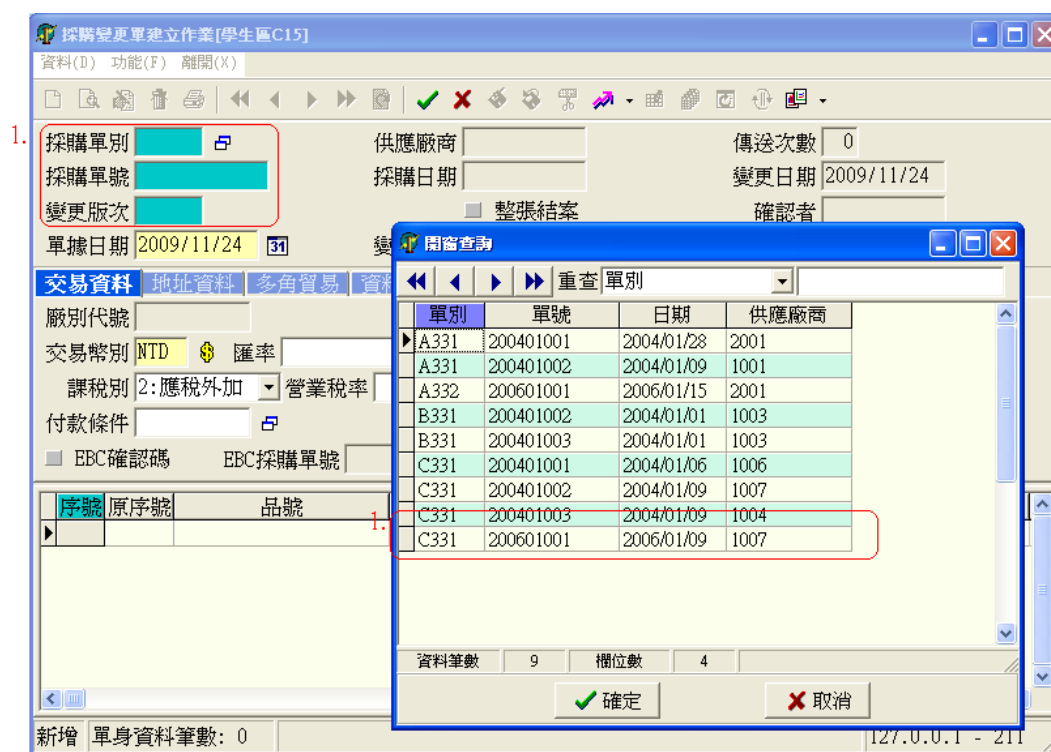 採購變更單建立作業[學生區C15]
資料(D) 功能(F) 離開(X)
1.
採購單別 供應廠商 傳送次數 0
採購單號 採購日期 變更日期 2009/11/24
變更版次 整張結案 確認者
單據日期 2009/11/24 31
交易資料 地址資料 多角貿易
廠別代號
交易幣別 NTD 匯率
課稅別 2:應稅外加 營業稅率
付款條件
EBC確認碼 EBC採購單號
序號 原序號 品號
開窗查詢
重查 單別
單別 單號 日期 供應廠商
A331 200401001 2004/01/28 2001
A331 200401002 2004/01/09 1001
A332 200601001 2006/01/15 2001
B331 200401002 2004/01/01 1003
B331 200401003 2004/01/01 1003
C331 200401001 2004/01/06 1006
C331 200401002 2004/01/09 1007
C331 200401003 2004/01/09 1004
1.
C331 200601001 2006/01/09 1007
資料筆數 9 欄位數 4
確定 取消
新增 單身資料筆數: 0 127.0.0.1 - 211